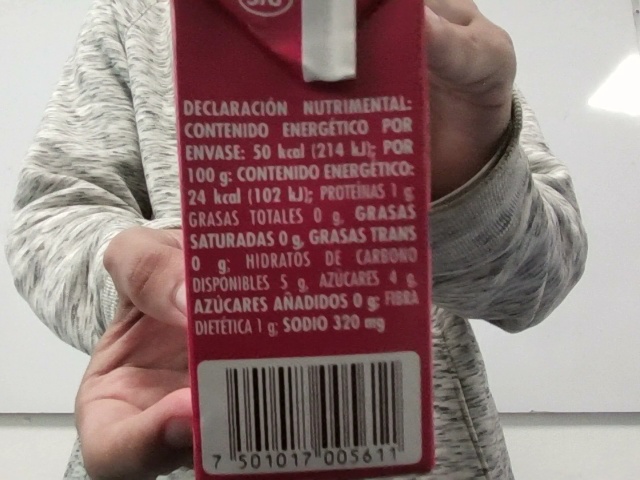 DECLARACIÓN NUTRIMENTAL:
CONTENIDO ENERGÉTICO POR
ENVASE: 50 kcal (214 kJ); POR
100 g: CONTENIDO ENERGÉTICO:
24 kcal (102 kJ); PROTEÍNAS 1 g
GRASAS TOTALES 0 g, GRASAS
SATURADAS 0 g, GRASAS TRANS
0 g; HIDRATOS DE CARBONO
DISPONIBLES 5 g, AZÚCARES 4 g,
AZÚCARES AÑADIDOS 0 g; FIBRA
DIETÉTICA 1 g; SODIO 320 mg
7 501017 005611